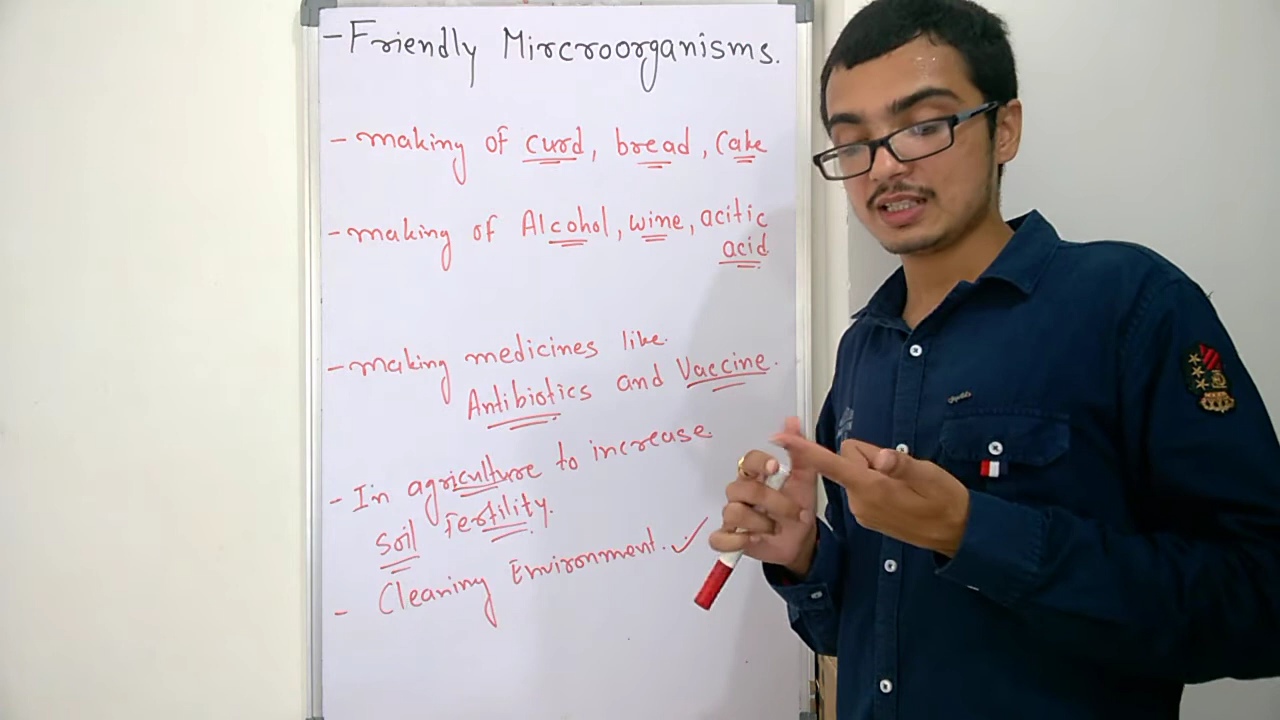 - Friendly Mircroorganisms.
- making of curd, bread, Cake
- making of Alcohol, wine, acitic
acid
- making medicines like
Antibiotics and Vaccine.
- In agriculture to increase
soil fertility.
- Cleaning Environment. ✓